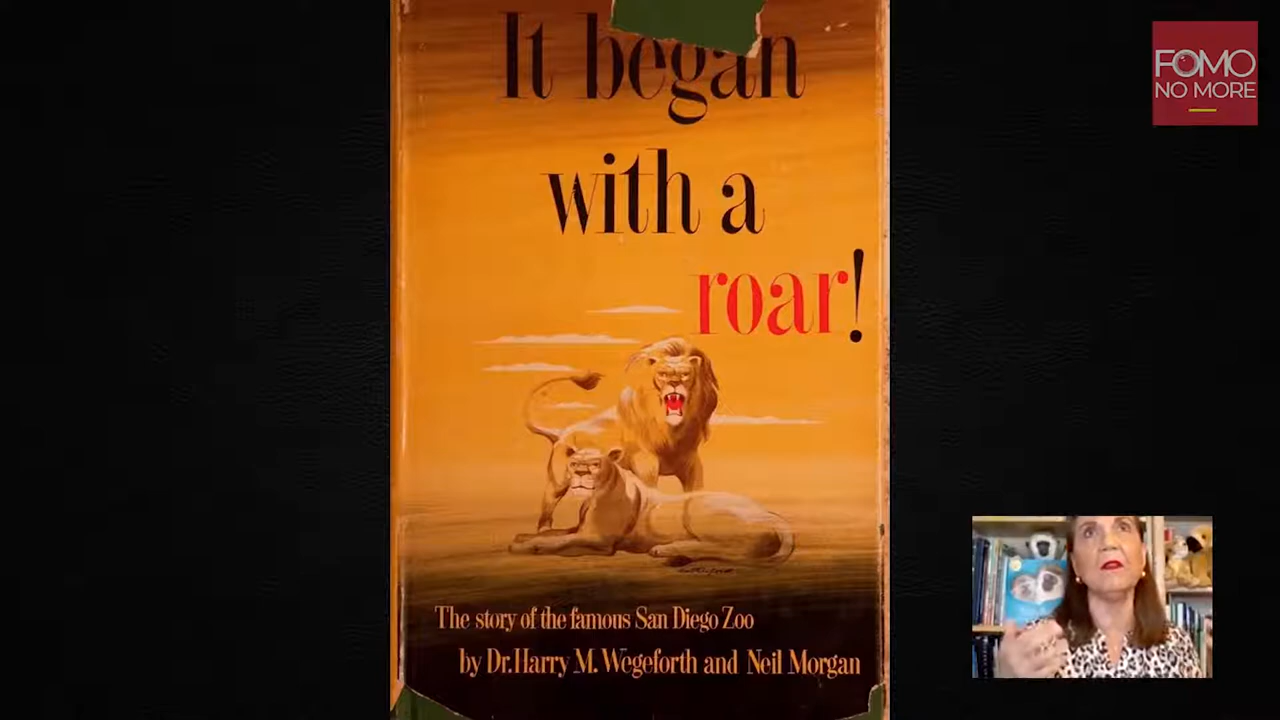 It began
with a
roar!
The story of the famous San Diego Zoo
by Dr. Harry M. Wegeforth and Neil Morgan
FOMO
NO MORE